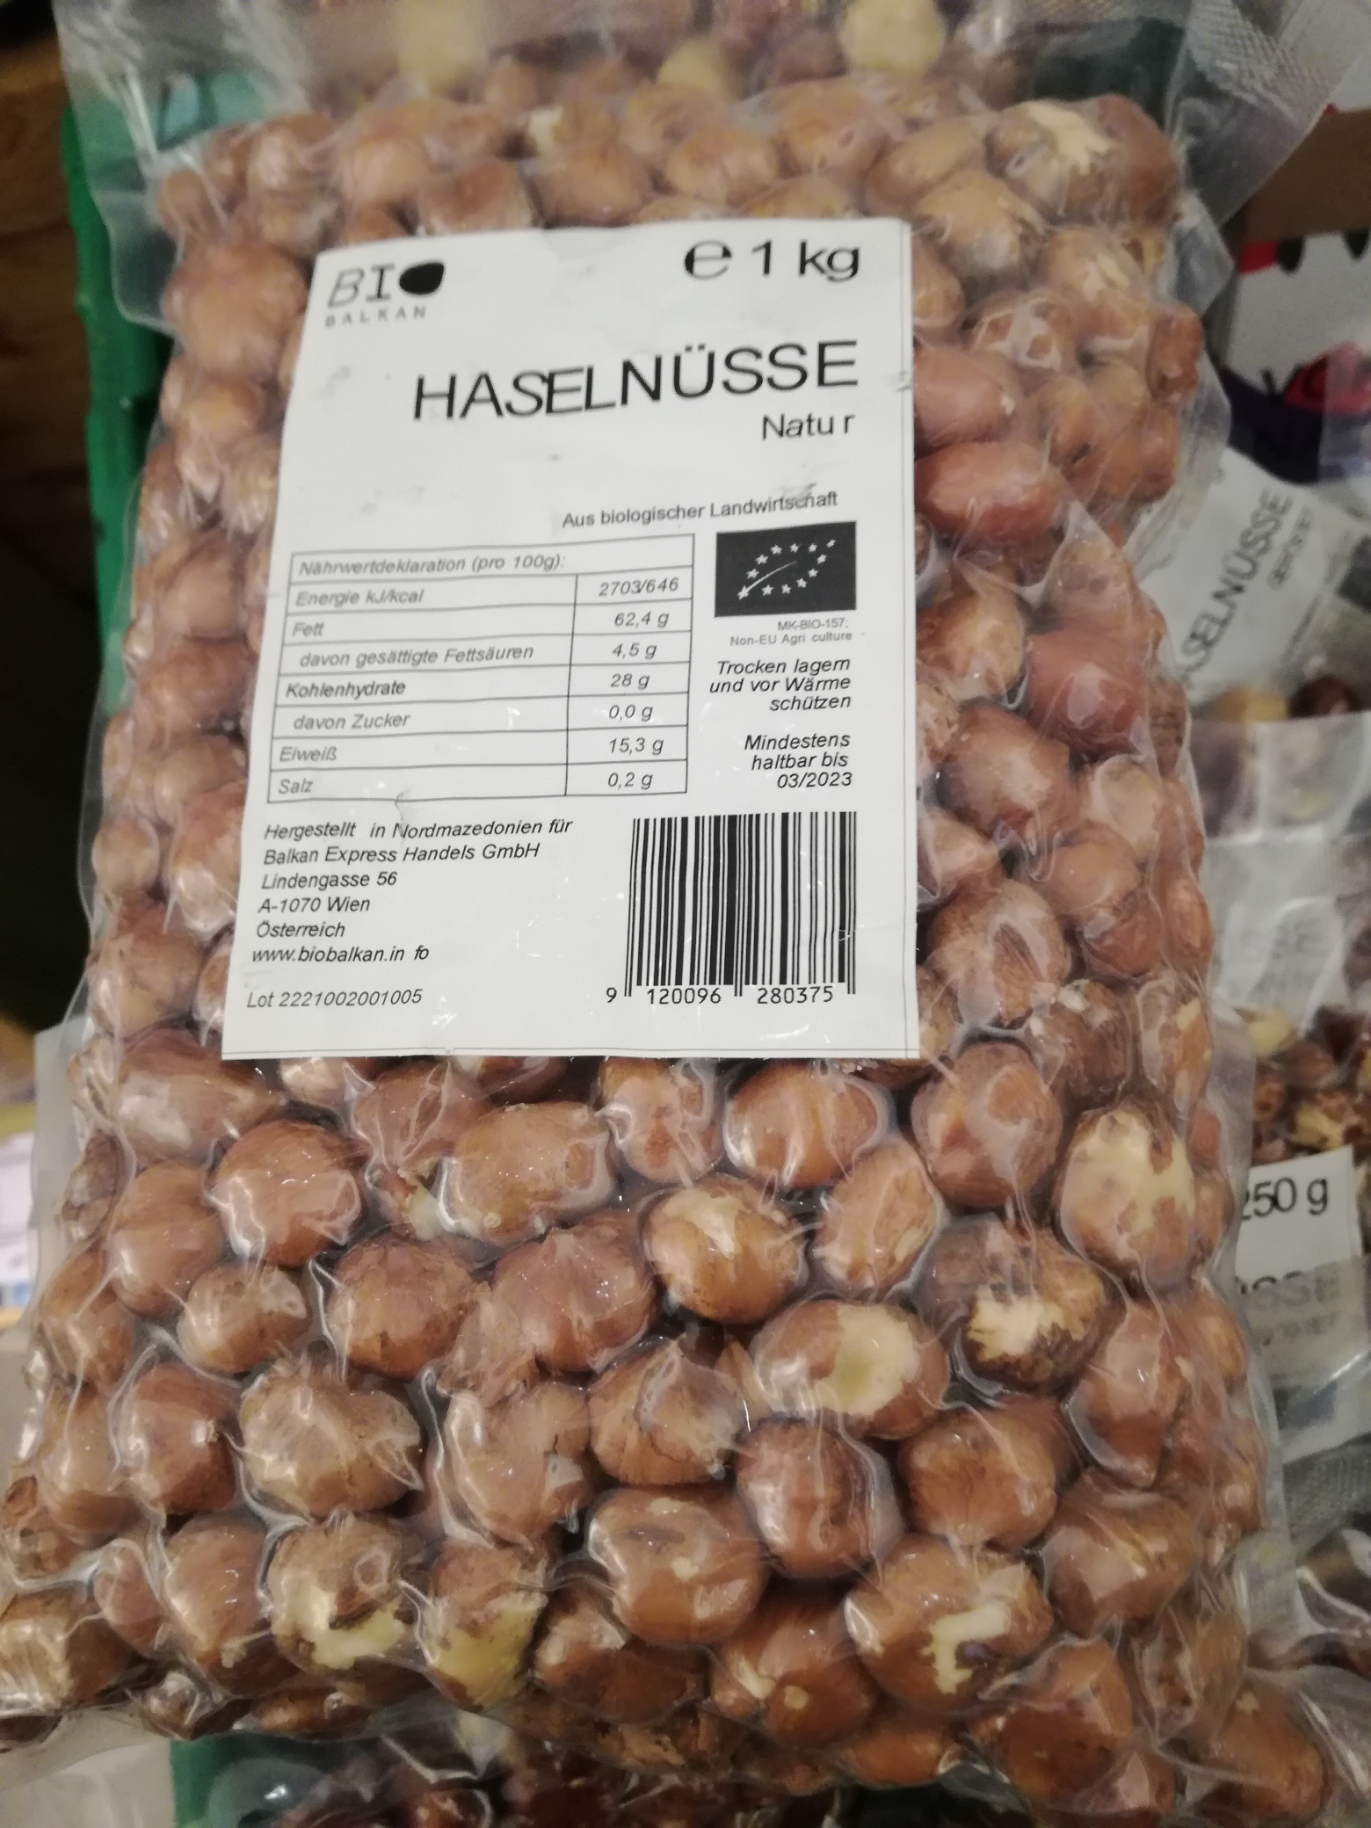 BIO
BALKAN
℮ 1 kg
HASELNÜSSE
Natur
Aus biologischer Landwirtschaft
Nährwertdeklaration (pro 100g):
Energie kJ/kcal 2703/646
Fett 62,4 g
davon gesättigte Fettsäuren 4,5 g
Kohlenhydrate 28 g
davon Zucker 0,0 g
Eiweiß 15,3 g
Salz 0,2 g
MK-BIO-157;
Non-EU Agri culture
Trocken lagern
und vor Wärme
schützen
Mindestens
haltbar bis
03/2023
Hergestellt in Nordmazedonien für
Balkan Express Handels GmbH
Lindengasse 56
A-1070 Wien
Österreich
www.biobalkan.in fo
Lot 2221002001005
9 120096 280375
ASELNÜSSE
250 g